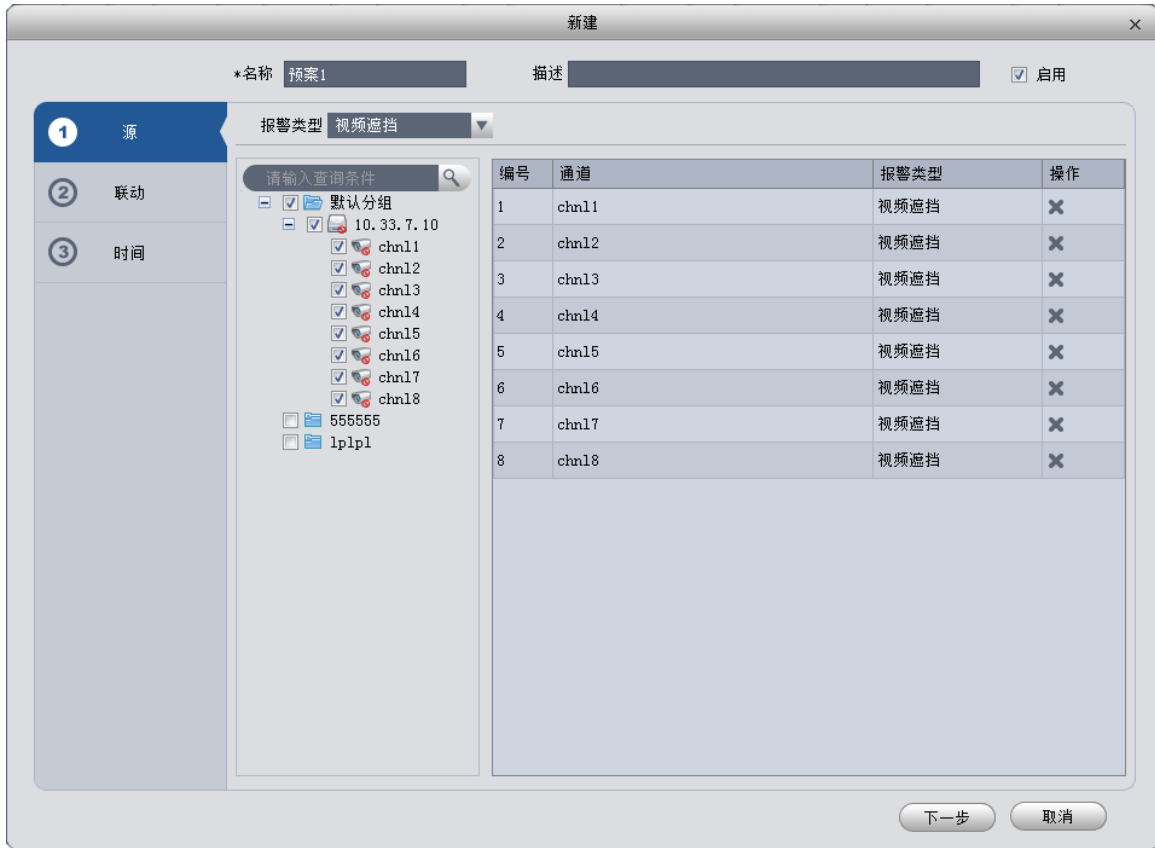 新建
*名称 预案1 描述 启用
1 源
2 联动
3 时间
报警类型 视频遮挡
请输入查询条件
默认分组
10.33.7.10
chnl1
chnl2
chnl3
chnl4
chnl5
chnl6
chnl7
chnl8
555555
lplpl
编号 通道 报警类型 操作
1 chnl1 视频遮挡
2 chnl2 视频遮挡
3 chnl3 视频遮挡
4 chnl4 视频遮挡
5 chnl5 视频遮挡
6 chnl6 视频遮挡
7 chnl7 视频遮挡
8 chnl8 视频遮挡
下一步 取消